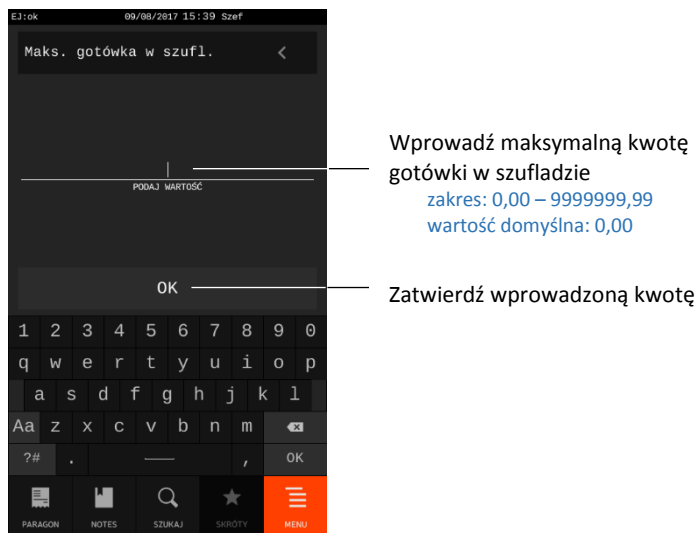 EJ:ok 09/08/2017 15:39 Szef
Maks. gotówka w szufl. <
PODAJ WARTOŚĆ
Wprowadź maksymalną kwotę
gotówki w szufladzie
zakres: 0,00 – 9999999,99
wartość domyślna: 0,00
OK
Zatwierdź wprowadzoną kwotę
1 2 3 4 5 6 7 8 9 0
q w e r t y u i o p
a s d f g h j k l
Aa z x c v b n m
?# . , OK
PARAGON NOTES SZUKAJ SKRÓTY MENU